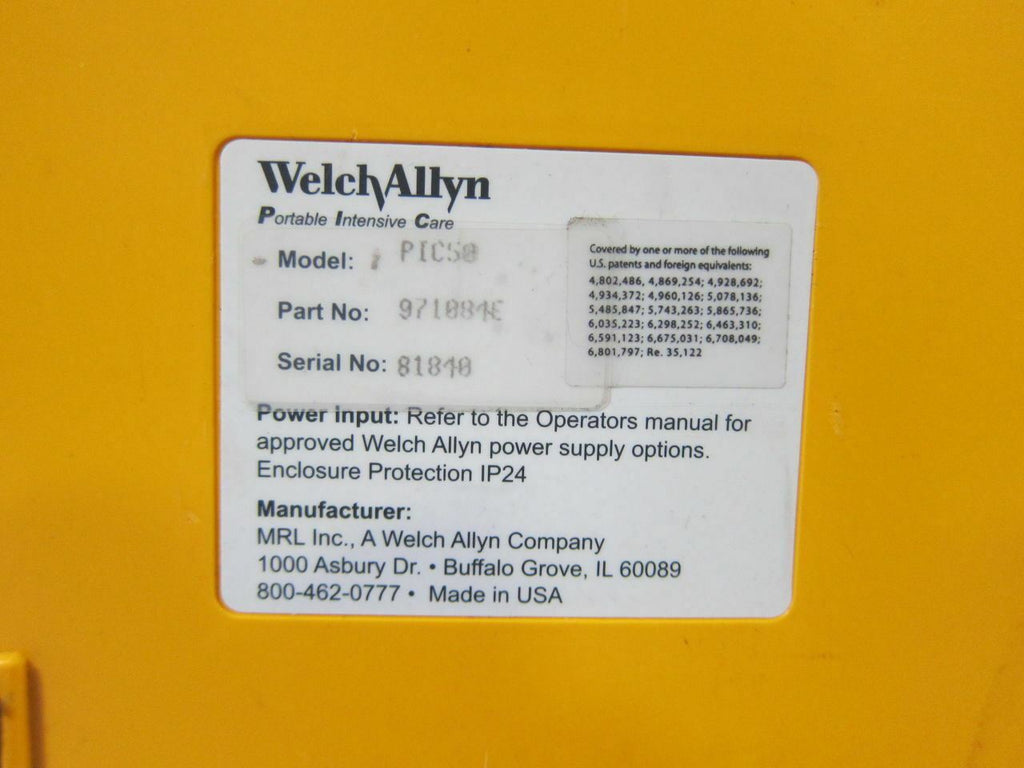 WelchAllyn
Portable Intensive Care
Model: PIC50
Part No: 971084E
Serial No: 81840
Covered by one or more of the following
U.S. patents and foreign equivalents:
4,802,486, 4,869,254; 4,928,692;
4,934,372; 4,960,126; 5,078,136;
5,485,847; 5,743,263; 5,865,736;
6,035,223; 6,298,252; 6,463,310;
6,591,123; 6,675,031; 6,708,049;
6,801,797; Re. 35,122
Power Input: Refer to the Operators manual for
approved Welch Allyn power supply options.
Enclosure Protection IP24
Manufacturer:
MRL Inc., A Welch Allyn Company
1000 Asbury Dr. • Buffalo Grove, IL 60089
800-462-0777 • Made in USA